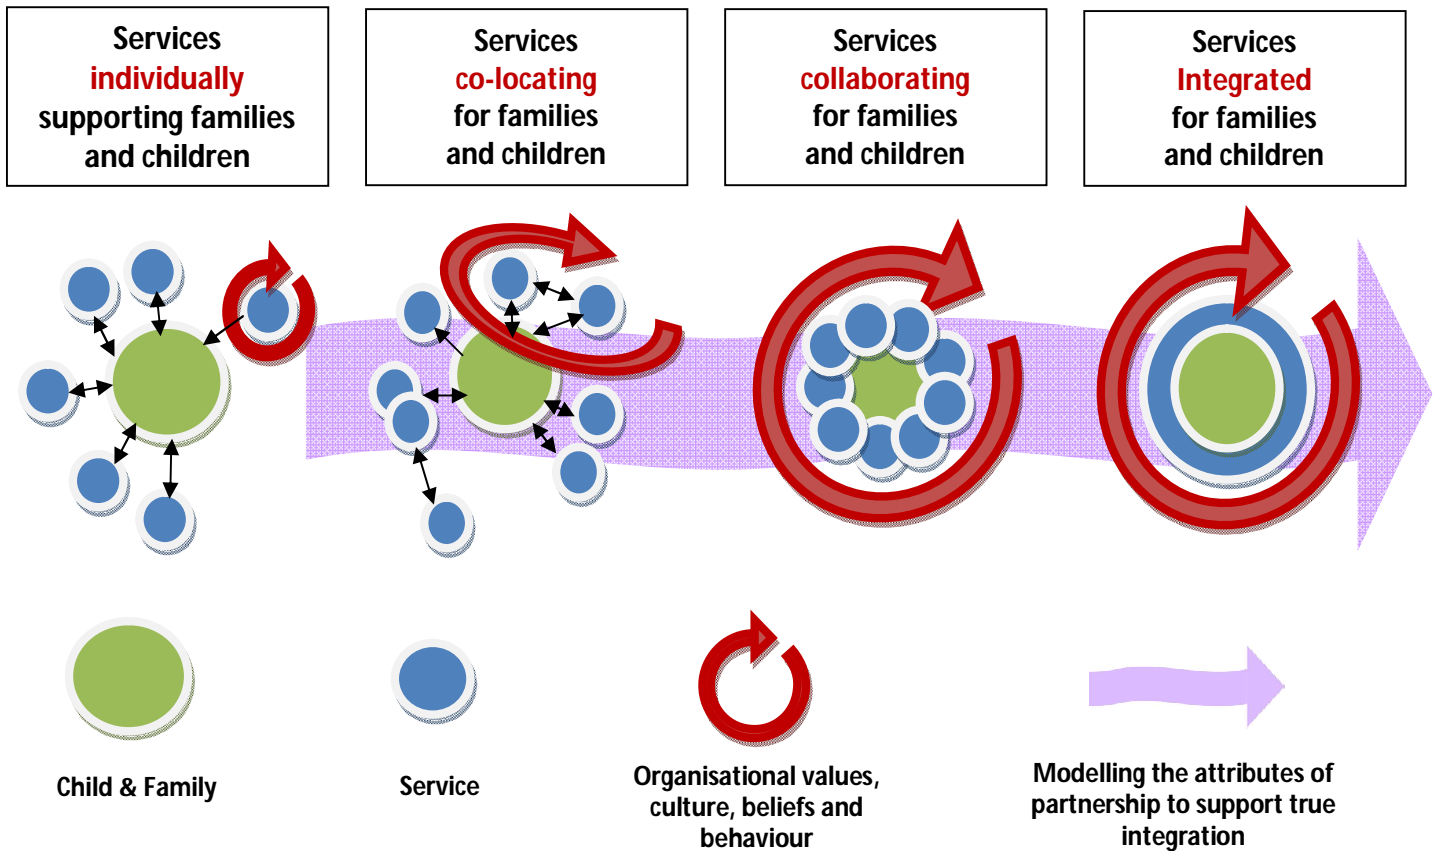 Services
individually
supporting families
and children
Services
co-locating
for families
and children
Services
collaborating
for families
and children
Services
Integrated
for families
and children
Child & Family
Service
Organisational values,
culture, beliefs and
behaviour
Modelling the attributes of
partnership to support true
integration